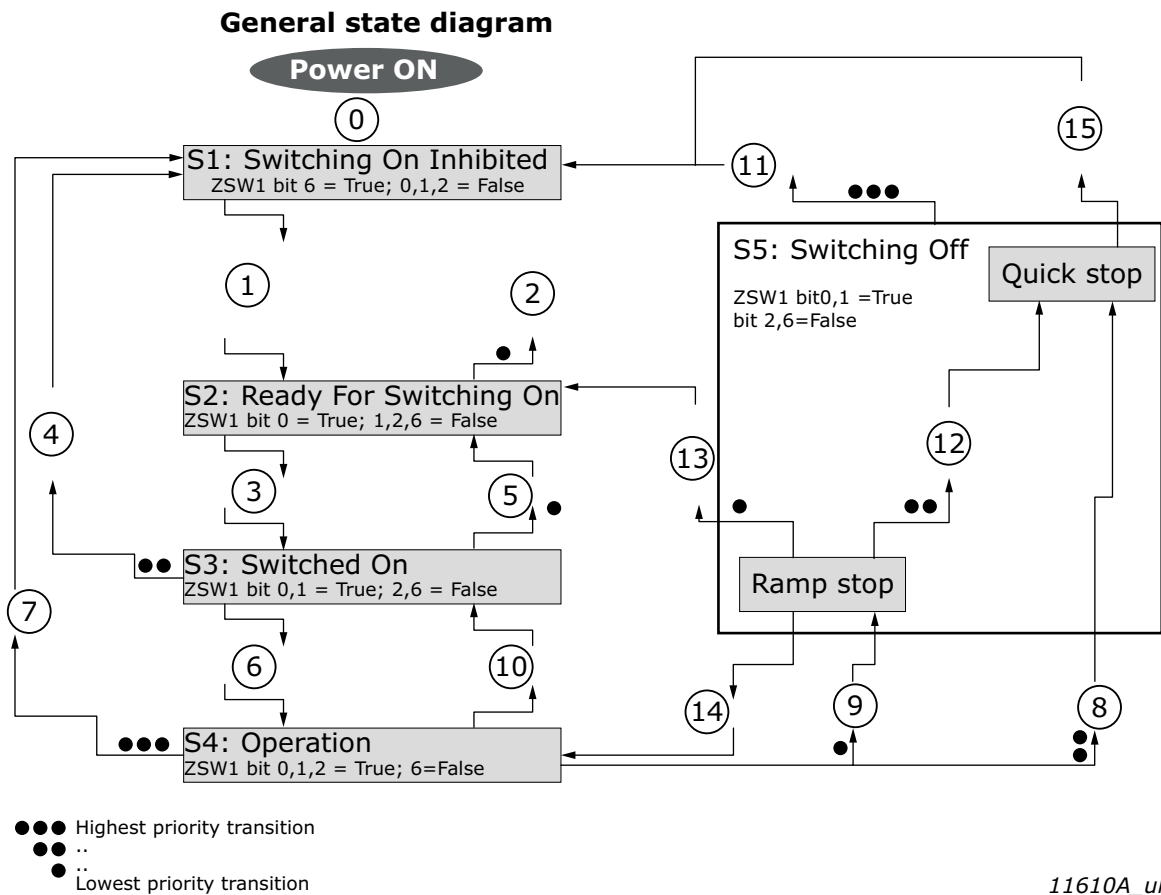 General state diagram
Power ON
0
S1: Switching On Inhibited
ZSW1 bit 6 = True; 0,1,2 = False
11
15
1
2
S5: Switching Off
ZSW1 bit0,1 =True
bit 2,6=False
Quick stop
S2: Ready For Switching On
ZSW1 bit 0 = True; 1,2,6 = False
4
3
5
13
12
S3: Switched On
ZSW1 bit 0,1 = True; 2,6 = False
Ramp stop
7
6
10
14
9
8
S4: Operation
ZSW1 bit 0,1,2 = True; 6=False
Highest priority transition
..
..
Lowest priority transition